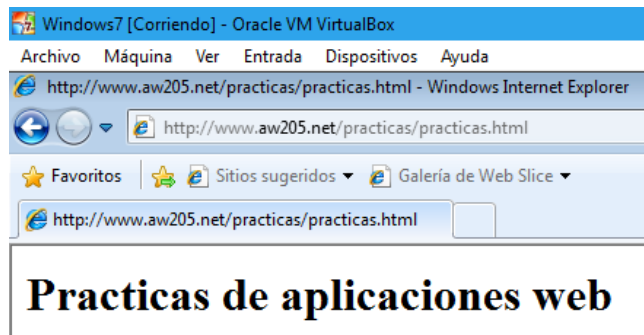 Windows7 [Corriendo] - Oracle VM VirtualBox
Archivo Máquina Ver Entrada Dispositivos Ayuda
http://www.aw205.net/practicas/practicas.html - Windows Internet Explorer
http://www.aw205.net/practicas/practicas.html
Favoritos Sitios sugeridos Galería de Web Slice
http://www.aw205.net/practicas/practicas.html
Practicas de aplicaciones web